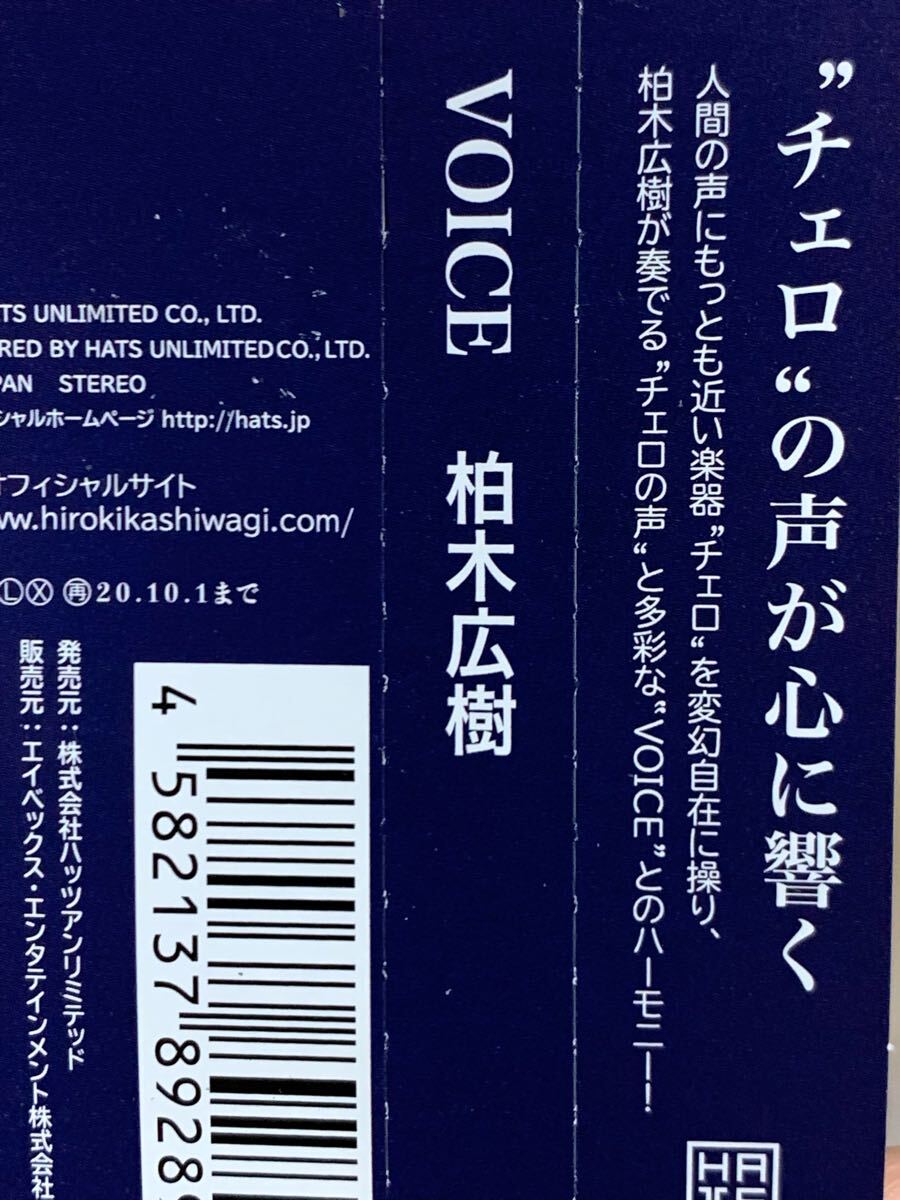 ”チェロ“の声が心に響く
人間の声にもっとも近い楽器”チェロ“を変幻自在に操り、
柏木広樹が奏でる”チェロの声“と多彩な”VOICE”とのハーモニー！
VOICE 柏木広樹
TS UNLIMITED CO., LTD.
RED BY HATS UNLIMITED CO., LTD.
PAN STEREO
シャルホームページ http://hats.jp
オフィシャルサイト
ww.hirokikashiwagi.com/
Ⓛ Ⓧ ㊢20.10.1まで
発売元：株式会社ハッツアンリミテッド
販売元：エイベックス・エンタテインメント株式会社
4 582137 8928
HA